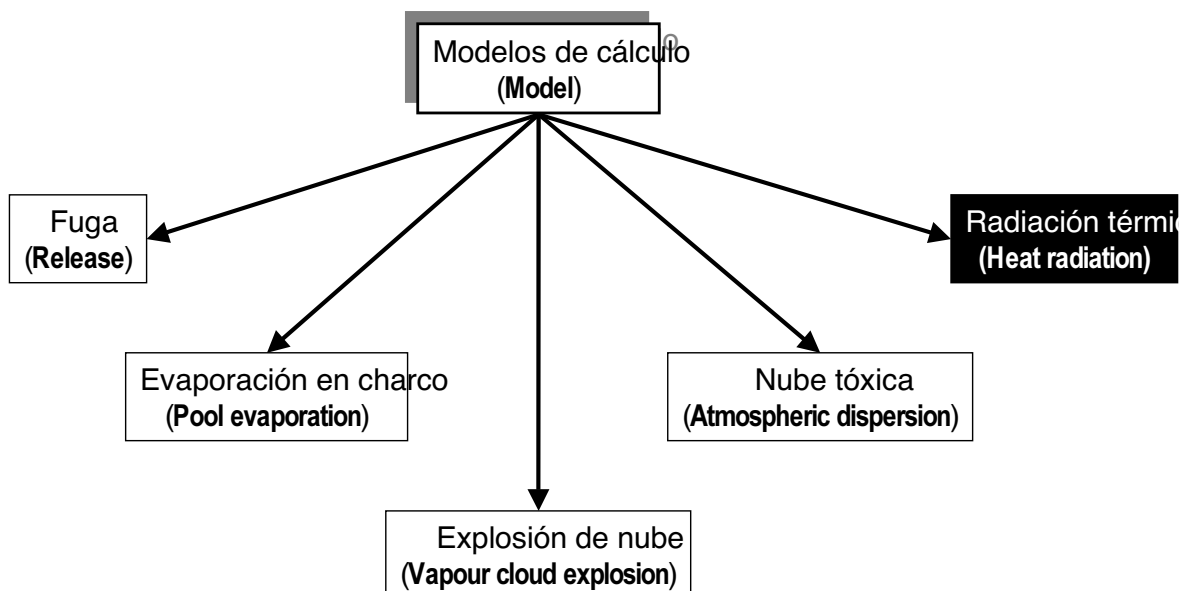 Modelos de cálculo
(Model)
Fuga
(Release)
Radiación térmic
(Heat radiation)
Evaporación en charco
(Pool evaporation)
Nube tóxica
(Atmospheric dispersion)
Explosión de nube
(Vapour cloud explosion)